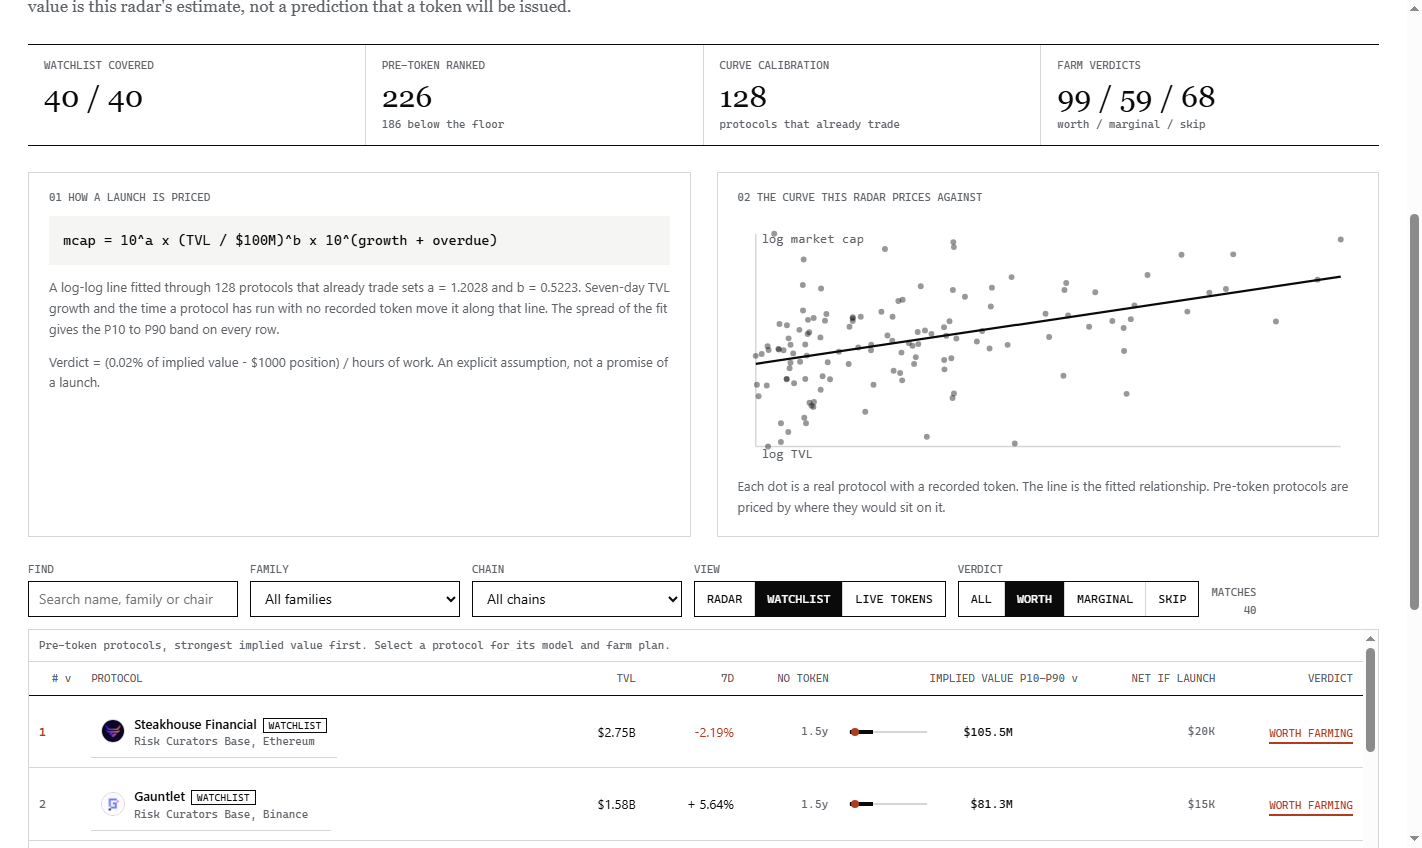 value is this radar's estimate, not a prediction that a token will be issued.
WATCHLIST COVERED
40 / 40
PRE-TOKEN RANKED
226
186 below the floor
CURVE CALIBRATION
128
protocols that already trade
FARM VERDICTS
99 / 59 / 68
worth / marginal / skip
01 HOW A LAUNCH IS PRICED
mcap = 10^a x (TVL / $100M)^b x 10^(growth + overdue)
A log-log line fitted through 128 protocols that already trade sets a = 1.2028 and b = 0.5223. Seven-day TVL
growth and the time a protocol has run with no recorded token move it along that line. The spread of the fit
gives the P10 to P90 band on every row.
Verdict = (0.02% of implied value - $1000 position) / hours of work. An explicit assumption, not a promise of
a launch.
02 THE CURVE THIS RADAR PRICES AGAINST
log market cap
log TVL
Each dot is a real protocol with a recorded token. The line is the fitted relationship. Pre-token protocols are
priced by where they would sit on it.
FIND
Search name, family or chair
FAMILY
All families
CHAIN
All chains
VIEW
RADAR WATCHLIST LIVE TOKENS
VERDICT
ALL WORTH MARGINAL SKIP
MATCHES
40
Pre-token protocols, strongest implied value first. Select a protocol for its model and farm plan.
# v PROTOCOL TVL 7D NO TOKEN IMPLIED VALUE P10–P90 v NET IF LAUNCH VERDICT
1 Steakhouse Financial WATCHLIST $2.75B -2.19% 1.5y $105.5M $20K WORTH FARMING
Risk Curators Base, Ethereum
2 Gauntlet WATCHLIST $1.58B + 5.64% 1.5y $81.3M $15K WORTH FARMING
Risk Curators Base, Binance